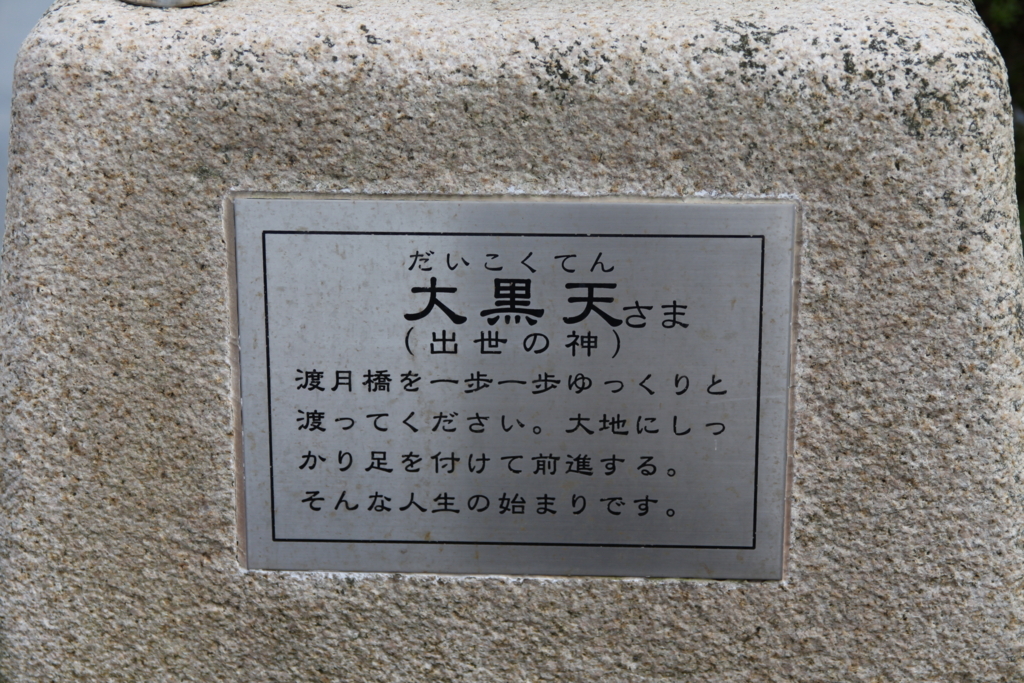 だいこくてん
大黒天さま
(出世の神)
渡月橋を一歩一歩ゆっくりと
渡ってください。大地にしっ
かり足を付けて前進する。
そんな人生の始まりです。